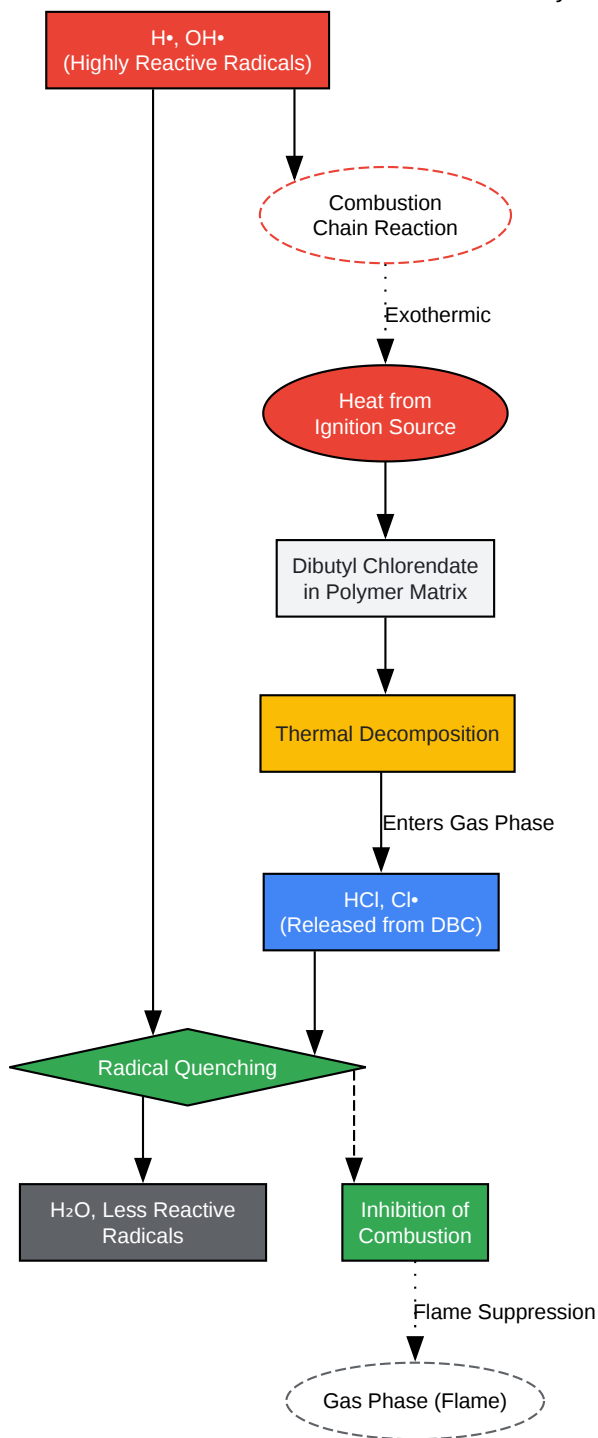 H•, OH•
(Highly Reactive Radicals)
Combustion
Chain Reaction
Exothermic
Heat from
Ignition Source
Dibutyl Chlorendate
in Polymer Matrix
Thermal Decomposition
Enters Gas Phase
HCl, Cl•
(Released from DBC)
Radical Quenching
H₂O, Less Reactive
Radicals
Inhibition of
Combustion
Flame Suppression
Gas Phase (Flame)